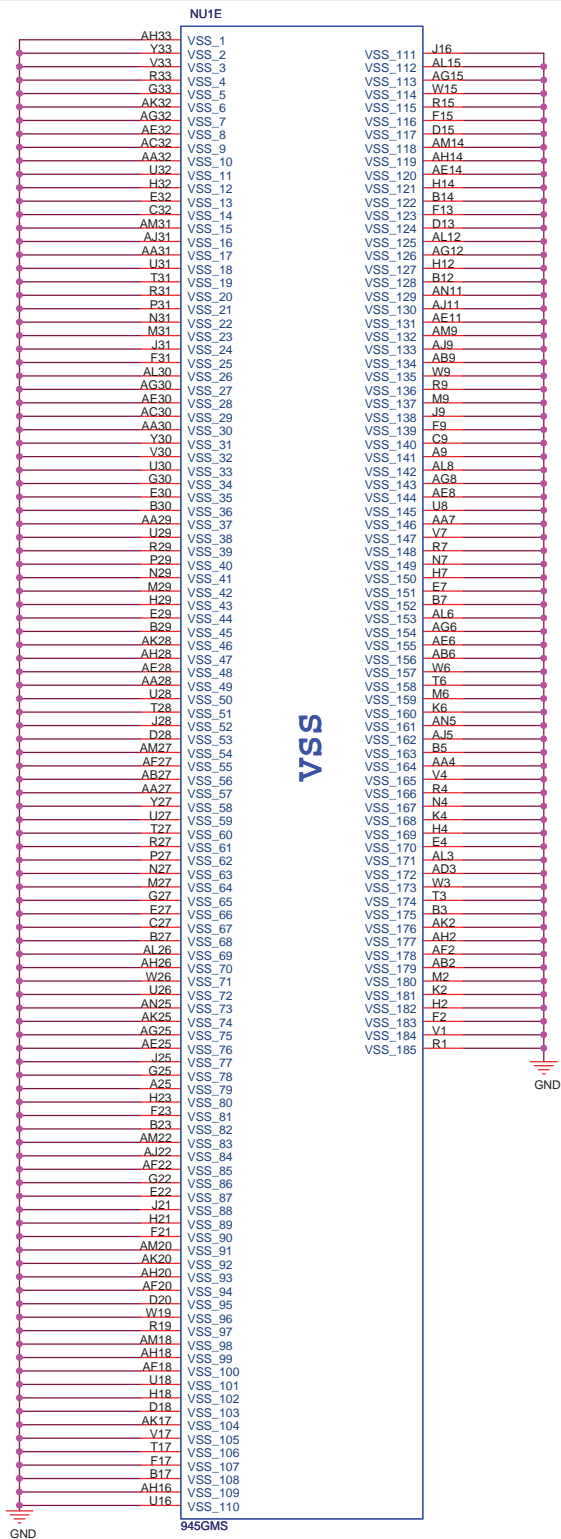 NU1E
AH33 VSS_1
Y33 VSS_2
V33 VSS_3
R33 VSS_4
G33 VSS_5
AK32 VSS_6
AG32 VSS_7
AE32 VSS_8
AC32 VSS_9
AA32 VSS_10
U32 VSS_11
H32 VSS_12
E32 VSS_13
C32 VSS_14
AM31 VSS_15
AJ31 VSS_16
AA31 VSS_17
U31 VSS_18
T31 VSS_19
R31 VSS_20
P31 VSS_21
N31 VSS_22
M31 VSS_23
J31 VSS_24
F31 VSS_25
AL30 VSS_26
AG30 VSS_27
AE30 VSS_28
AC30 VSS_29
AA30 VSS_30
Y30 VSS_31
V30 VSS_32
U30 VSS_33
G30 VSS_34
E30 VSS_35
B30 VSS_36
AA29 VSS_37
U29 VSS_38
R29 VSS_39
P29 VSS_40
N29 VSS_41
M29 VSS_42
H29 VSS_43
E29 VSS_44
B29 VSS_45
AK28 VSS_46
AH28 VSS_47
AE28 VSS_48
AA28 VSS_49
U28 VSS_50
T28 VSS_51
J28 VSS_52
D28 VSS_53
AM27 VSS_54
AF27 VSS_55
AB27 VSS_56
AA27 VSS_57
Y27 VSS_58
U27 VSS_59
T27 VSS_60
R27 VSS_61
P27 VSS_62
N27 VSS_63
M27 VSS_64
G27 VSS_65
E27 VSS_66
C27 VSS_67
B27 VSS_68
AL26 VSS_69
AH26 VSS_70
W26 VSS_71
U26 VSS_72
AN25 VSS_73
AK25 VSS_74
AG25 VSS_75
AE25 VSS_76
J25 VSS_77
G25 VSS_78
A25 VSS_79
H23 VSS_80
F23 VSS_81
B23 VSS_82
AM22 VSS_83
AJ22 VSS_84
AF22 VSS_85
G22 VSS_86
E22 VSS_87
J21 VSS_88
H21 VSS_89
F21 VSS_90
AM20 VSS_91
AK20 VSS_92
AH20 VSS_93
AF20 VSS_94
D20 VSS_95
W19 VSS_96
R19 VSS_97
AM18 VSS_98
AH18 VSS_99
AF18 VSS_100
U18 VSS_101
H18 VSS_102
D18 VSS_103
AK17 VSS_104
V17 VSS_105
T17 VSS_106
F17 VSS_107
B17 VSS_108
AH16 VSS_109
U16 VSS_110
GND
945GMS
VSS
VSS_111 J16
VSS_112 AL15
VSS_113 AG15
VSS_114 W15
VSS_115 R15
VSS_116 F15
VSS_117 D15
VSS_118 AM14
VSS_119 AH14
VSS_120 AE14
VSS_121 H14
VSS_122 B14
VSS_123 F13
VSS_124 D13
VSS_125 AL12
VSS_126 AG12
VSS_127 H12
VSS_128 B12
VSS_129 AN11
VSS_130 AJ11
VSS_131 AE11
VSS_132 AM9
VSS_133 AJ9
VSS_134 AB9
VSS_135 W9
VSS_136 R9
VSS_137 M9
VSS_138 J9
VSS_139 F9
VSS_140 C9
VSS_141 A9
VSS_142 AL8
VSS_143 AG8
VSS_144 AE8
VSS_145 U8
VSS_146 AA7
VSS_147 V7
VSS_148 R7
VSS_149 N7
VSS_150 H7
VSS_151 E7
VSS_152 B7
VSS_153 AL6
VSS_154 AG6
VSS_155 AE6
VSS_156 AB6
VSS_157 W6
VSS_158 T6
VSS_159 M6
VSS_160 K6
VSS_161 AN5
VSS_162 AJ5
VSS_163 B5
VSS_164 AA4
VSS_165 V4
VSS_166 R4
VSS_167 N4
VSS_168 K4
VSS_169 H4
VSS_170 E4
VSS_171 AL3
VSS_172 AD3
VSS_173 W3
VSS_174 T3
VSS_175 B3
VSS_176 AK2
VSS_177 AH2
VSS_178 AF2
VSS_179 AB2
VSS_180 M2
VSS_181 K2
VSS_182 H2
VSS_183 F2
VSS_184 V1
VSS_185 R1
GND